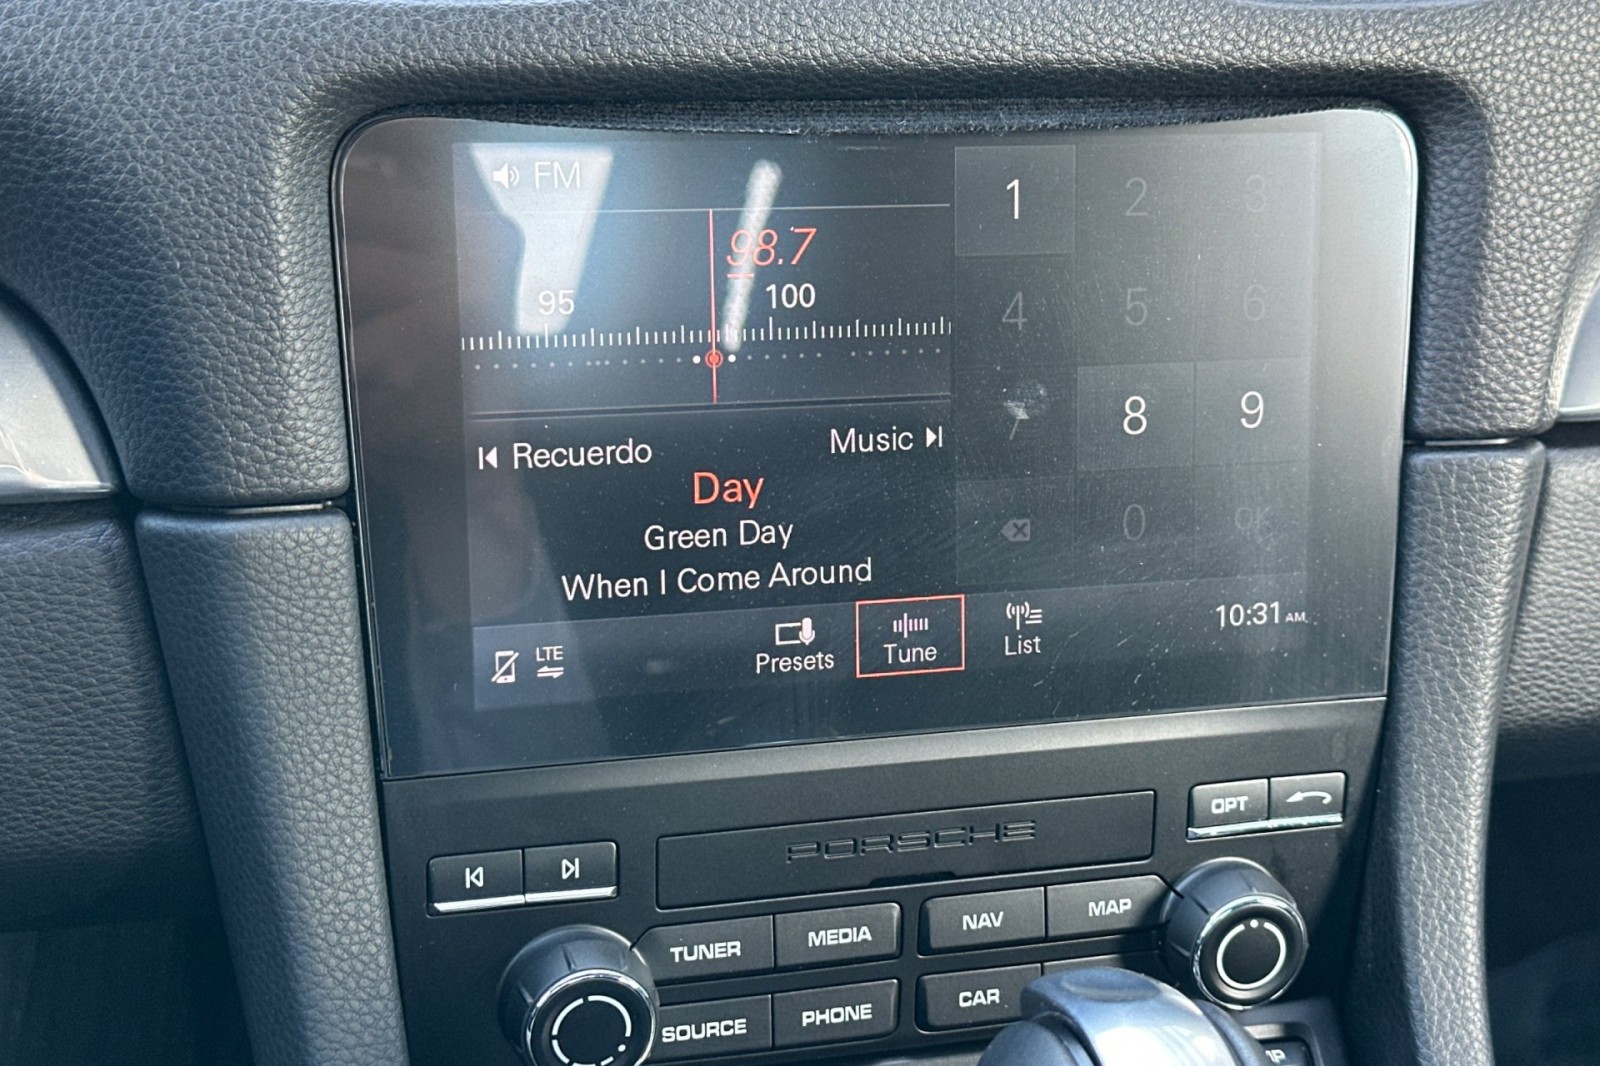 FM
98.7
95
100
Recuerdo
Music
Day
Green Day
When I Come Around
1 2 3
4 5 6
7 8 9
0 OK
LTE
Presets
Tune
List
10:31 AM
OPT
PORSCHE
TUNER
MEDIA
NAV
MAP
SOURCE
PHONE
CAR